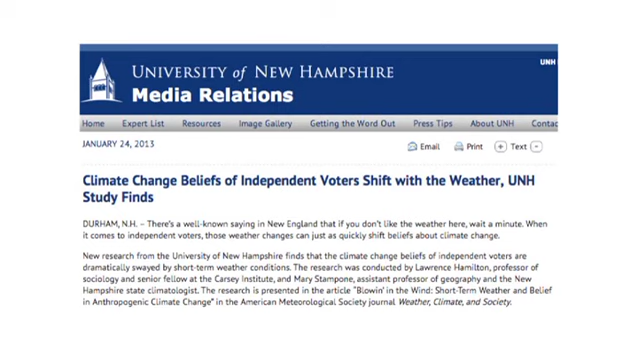 UNIVERSITY of NEW HAMPSHIRE
UNH
Media Relations
Home Expert List Resources Image Gallery Getting the Word Out Press Tips About UNH Contac
JANUARY 24, 2013 Email Print + Text -
Climate Change Beliefs of Independent Voters Shift with the Weather, UNH
Study Finds
DURHAM, N.H. – There's a well-known saying in New England that if you don't like the weather here, wait a minute. When
it comes to independent voters, those weather changes can just as quickly shift beliefs about climate change.
New research from the University of New Hampshire finds that the climate change beliefs of independent voters are
dramatically swayed by short-term weather conditions. The research was conducted by Lawrence Hamilton, professor of
sociology and senior fellow at the Carsey Institute, and Mary Stampone, assistant professor of geography and the New
Hampshire state climatologist. The research is presented in the article "Blowin' in the Wind: Short-Term Weather and Belief
in Anthropogenic Climate Change" in the American Meteorological Society journal Weather, Climate, and Society.